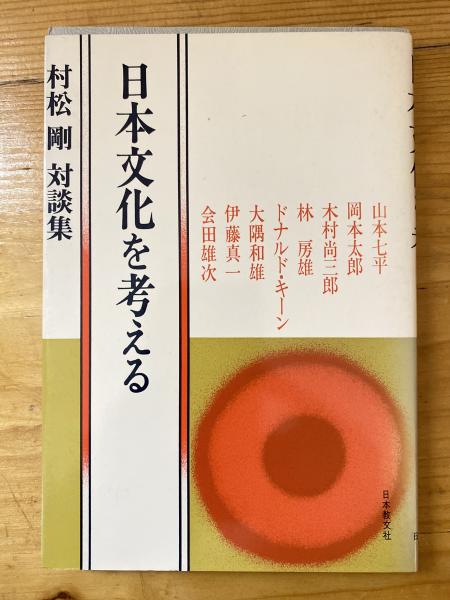 日本文化を考える
村松 剛 対談集
山本七平
岡本太郎
木村尚三郎
林 房雄
ドナルド・キーン
大隅和雄
伊藤真一
会田雄次
日本教文社